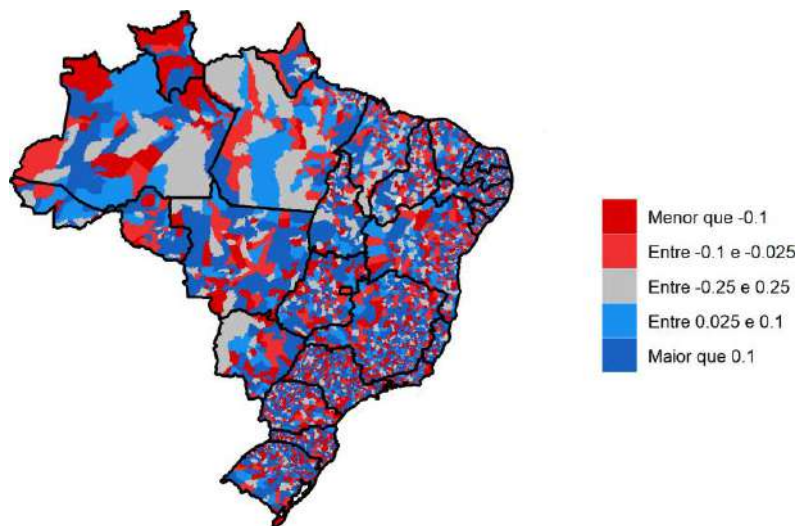 Menor que -0.1
Entre -0.1 e -0.025
Entre -0.25 e 0.25
Entre 0.025 e 0.1
Maior que 0.1